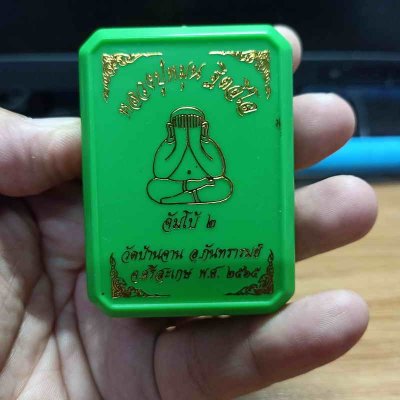 หลวงปู่หมุน ฐิตสีโล
จัมโบ้ ๒
วัดบ้านจาน อ.กันทรารมย์
จ.ศรีสะเกษ พ.ศ. ๒๕๖๕